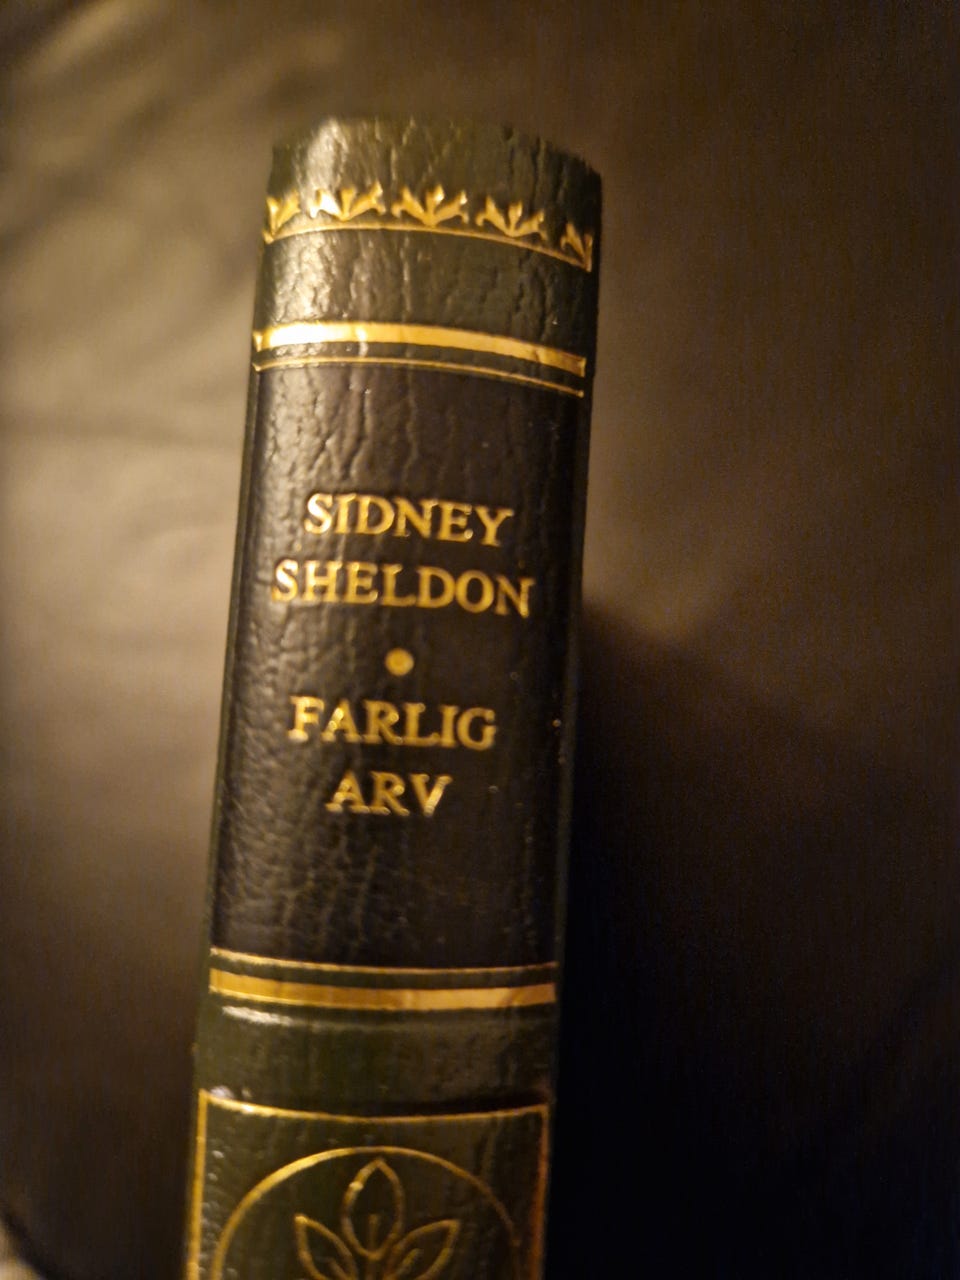 SIDNEY
SHELDON
•
FARLIG
ARV